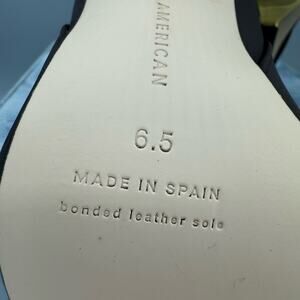 AMERICAN
6.5
MADE IN SPAIN
bonded leather sole